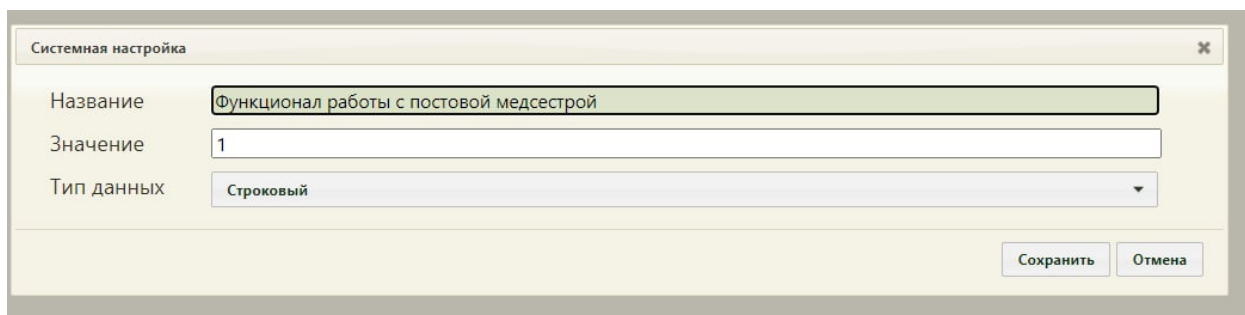 Системная настройка
Название
Функционал работы с постовой медсестрой
Значение
1
Тип данных
Строковый
Сохранить Отмена